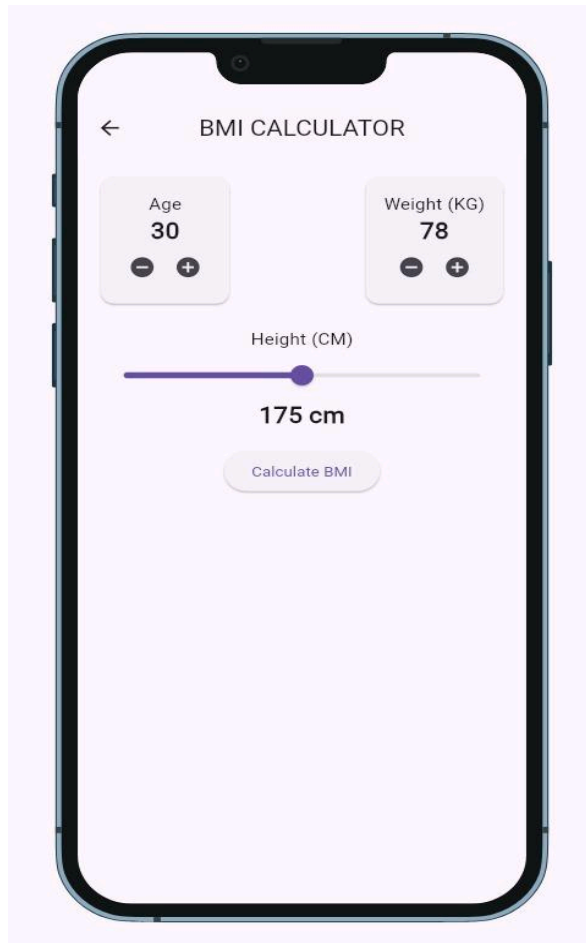 BMI CALCULATOR
Age
30
Weight (KG)
78
Height (CM)
175 cm
Calculate BMI